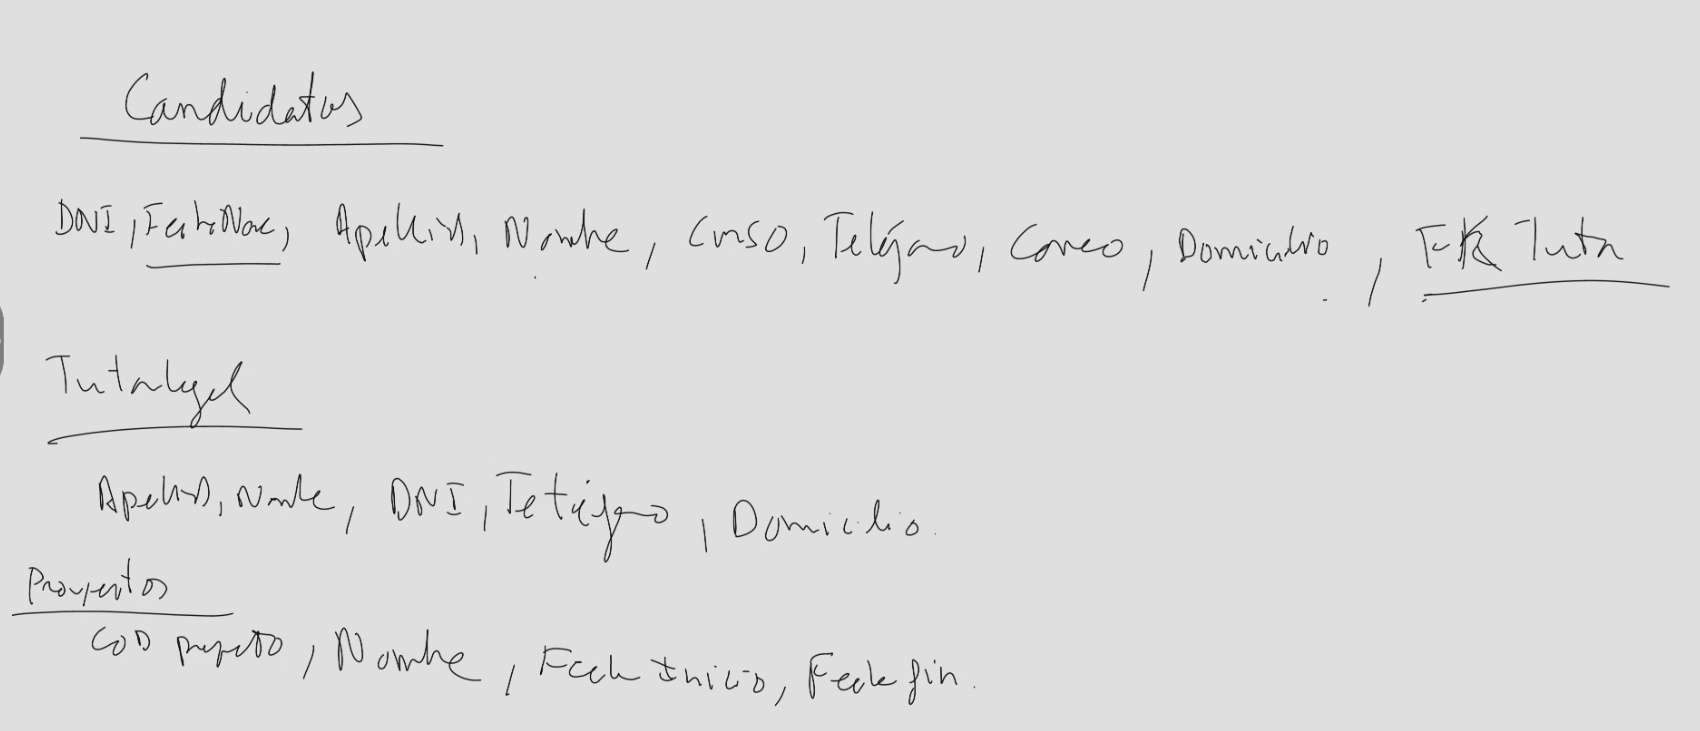 Candidatos
DNI, FechaNac, Apellidos, Nombre, Curso, Teléfono, Correo, Domicilio, FK Tutor
Tutorlegal
Apellidos, Nombre, DNI, Teléfono, Domicilio.
Proyectos
COD proyecto, Nombre, Fecha Inicio, Fecha fin.